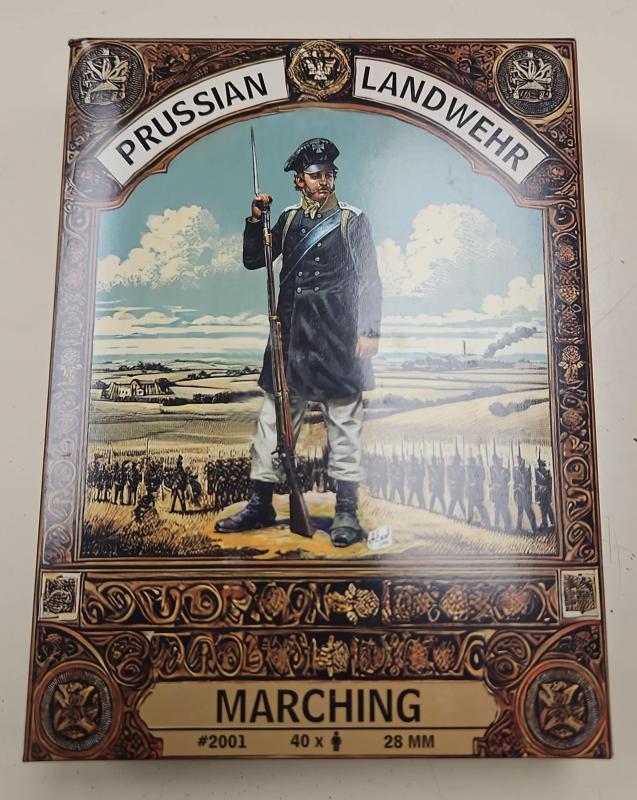 PRUSSIAN LANDWEHR
MARCHING
#2001 40 x 28 MM